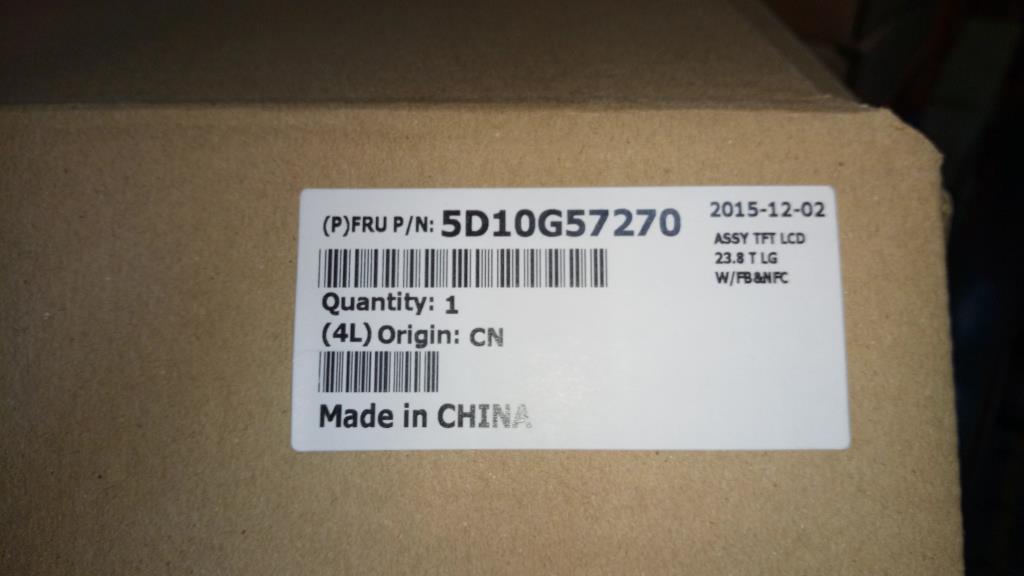 (P)FRU P/N: 5D10G57270
2015-12-02
ASSY TFT LCD
23.8 T LG
W/FB&NFC
Quantity: 1
(4L) Origin: CN
Made in CHINA